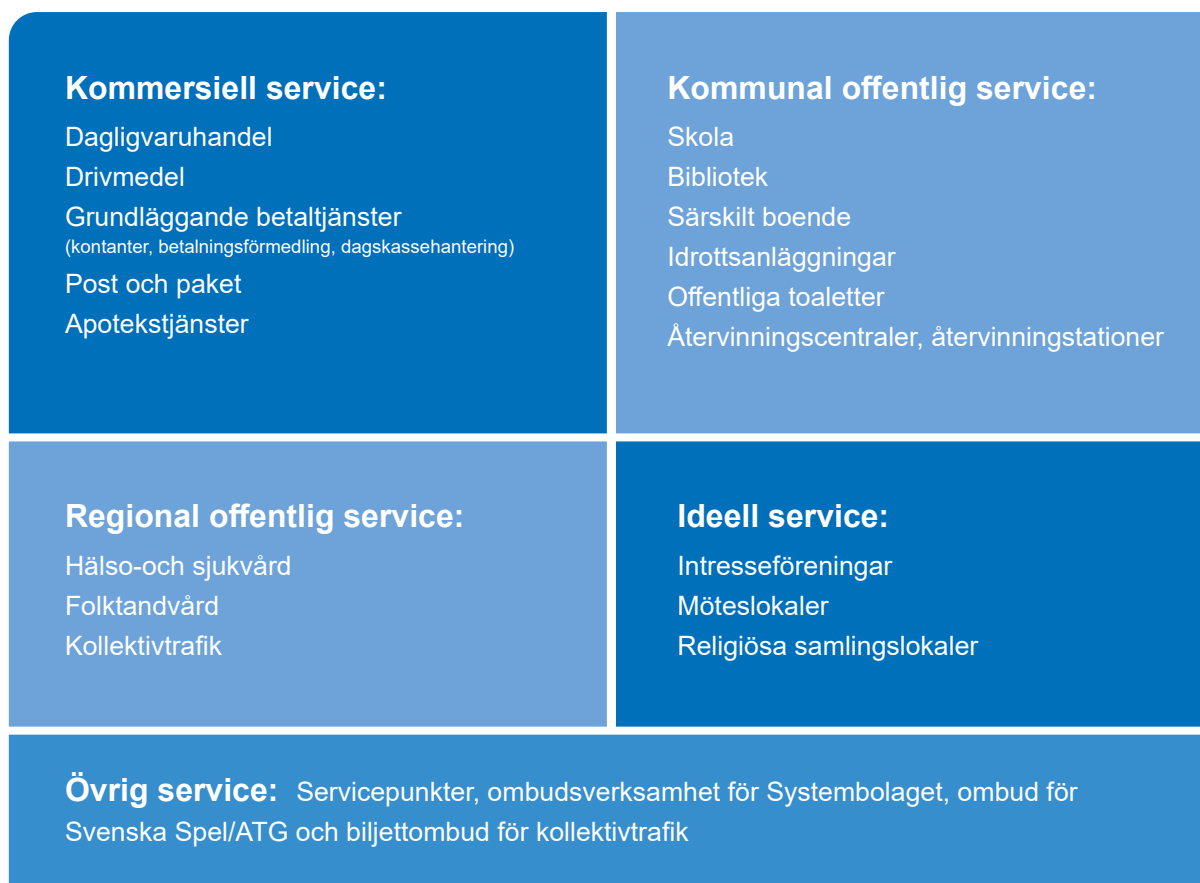 Kommersiell service:
Dagligvaruhandel
Drivmedel
Grundläggande betaltjänster
(kontanter, betalningsförmedling, dagskassehantering)
Post och paket
Apotekstjänster
Kommunal offentlig service:
Skola
Bibliotek
Särskilt boende
Idrottsanläggningar
Offentliga toaletter
Återvinningscentraler, återvinningstationer
Regional offentlig service:
Hälso-och sjukvård
Folktandvård
Kollektivtrafik
Ideell service:
Intresseföreningar
Möteslokaler
Religiösa samlingslokaler
Övrig service: Servicepunkter, ombudsverksamhet för Systembolaget, ombud för
Svenska Spel/ATG och biljettombud för kollektivtrafik